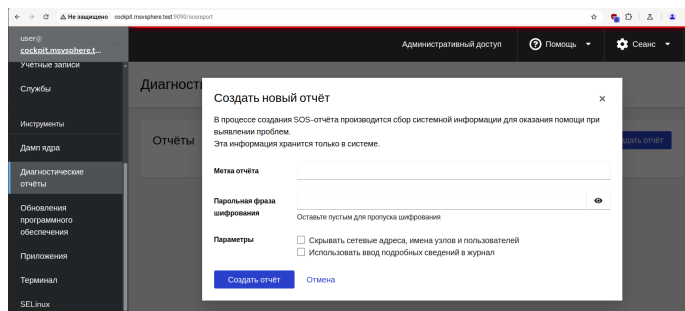 Не защищено cockpit.msvsphere.test:9090/sosreport
user@
cockpit.msvsphere.t...
Административный доступ
Помощь
Сеанс
Учётные записи
Службы
Инструменты
Дамп ядра
Диагностические
отчёты
Обновления
программного
обеспечения
Приложения
Терминал
SELinux
Диагност
Отчёты
дать отчёт
Создать новый отчёт
В процессе создания SOS-отчёта производится сбор системной информации для оказания помощи при
выявлении проблем.
Эта информация хранится только в системе.
Метка отчёта
Парольная фраза
шифрования
Оставьте пустым для пропуска шифрования
Параметры
Скрывать сетевые адреса, имена узлов и пользователей
Использовать ввод подробных сведений в журнал
Создать отчёт
Отмена